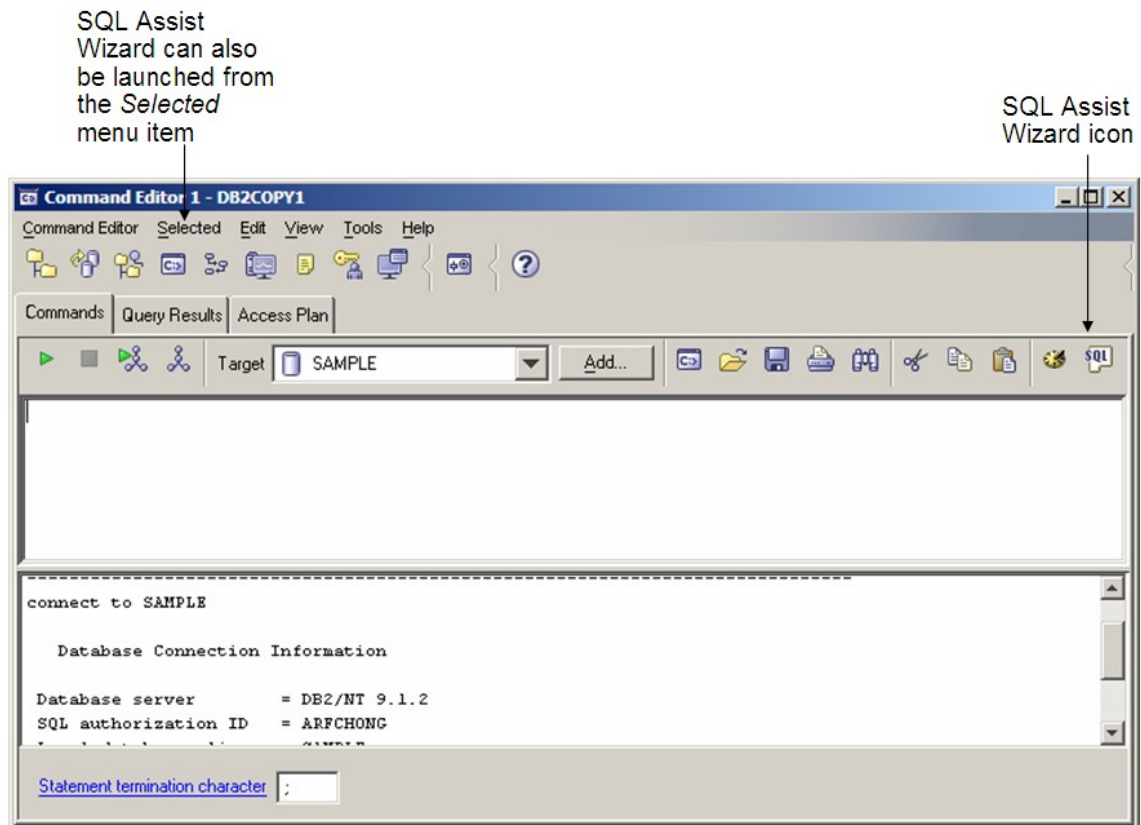 SQL Assist
Wizard can also
be launched from
the Selected
menu item
SQL Assist
Wizard icon
Command Editor 1 - DB2COPY1
Command Editor Selected Edit View Tools Help
Commands Query Results Access Plan
Target SAMPLE Add... SQL
connect to SAMPLE
Database Connection Information
Database server = DB2/NT 9.1.2
SQL authorization ID = ARFCHONG
Statement termination character ;